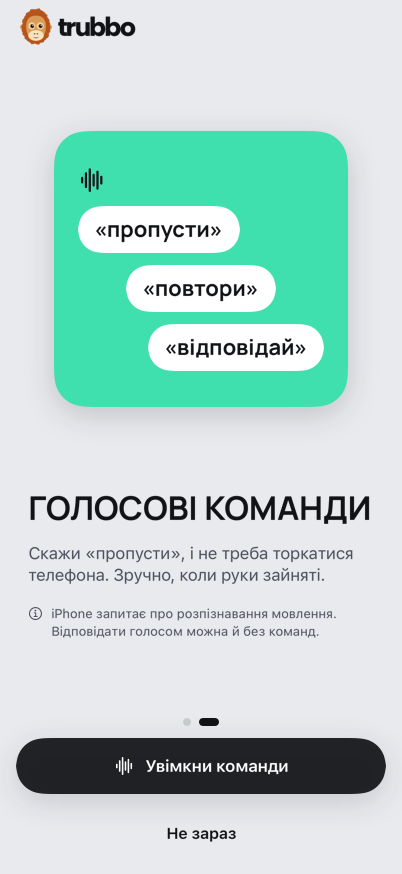 trubbo
«пропусти»
«повтори»
«відповідай»
ГОЛОСОВІ КОМАНДИ
Скажи «пропусти», і не треба торкатися
телефона. Зручно, коли руки зайняті.
iPhone запитає про розпізнавання мовлення.
Відповідати голосом можна й без команд.
Увімкни команди
Не зараз